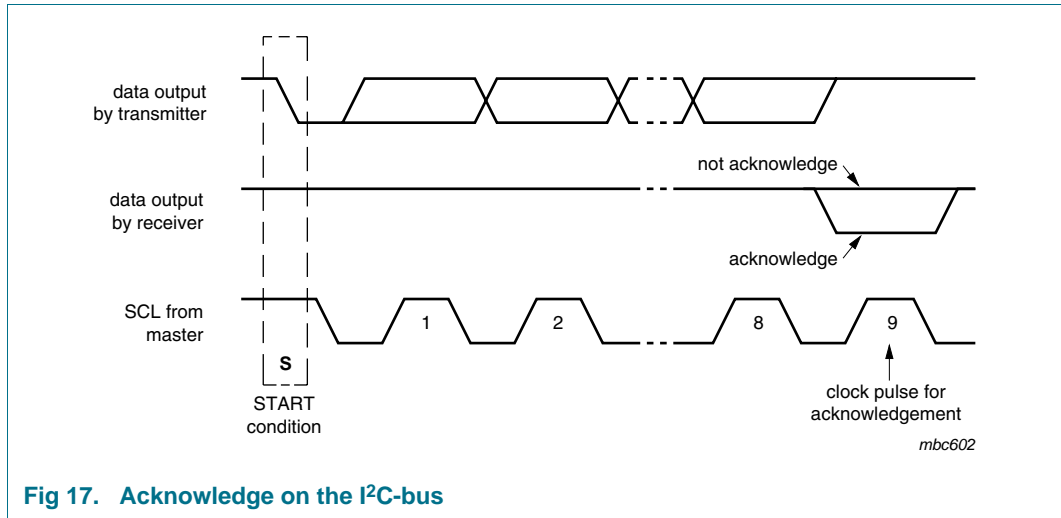 data output
by transmitter
not acknowledge
data output
by receiver
acknowledge
SCL from
master
1
2
8
9
S
START
condition
clock pulse for
acknowledgement
mbc602
Fig 17. Acknowledge on the I²C-bus